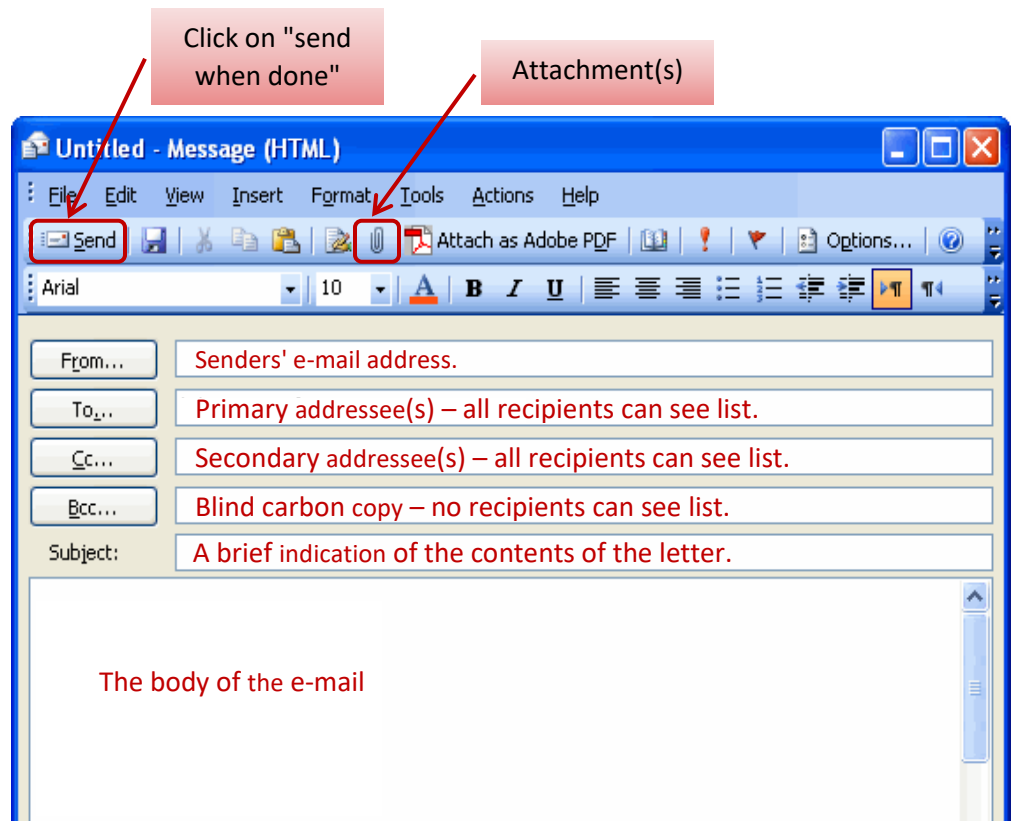 Click on "send
when done"
Attachment(s)
Untitled - Message (HTML)
File Edit View Insert Format Tools Actions Help
Send Attach as Adobe PDF Options...
Arial 10 A B I U
From... Senders' e-mail address.
To... Primary addressee(s) – all recipients can see list.
Cc... Secondary addressee(s) – all recipients can see list.
Bcc... Blind carbon copy – no recipients can see list.
Subject: A brief indication of the contents of the letter.
The body of the e-mail